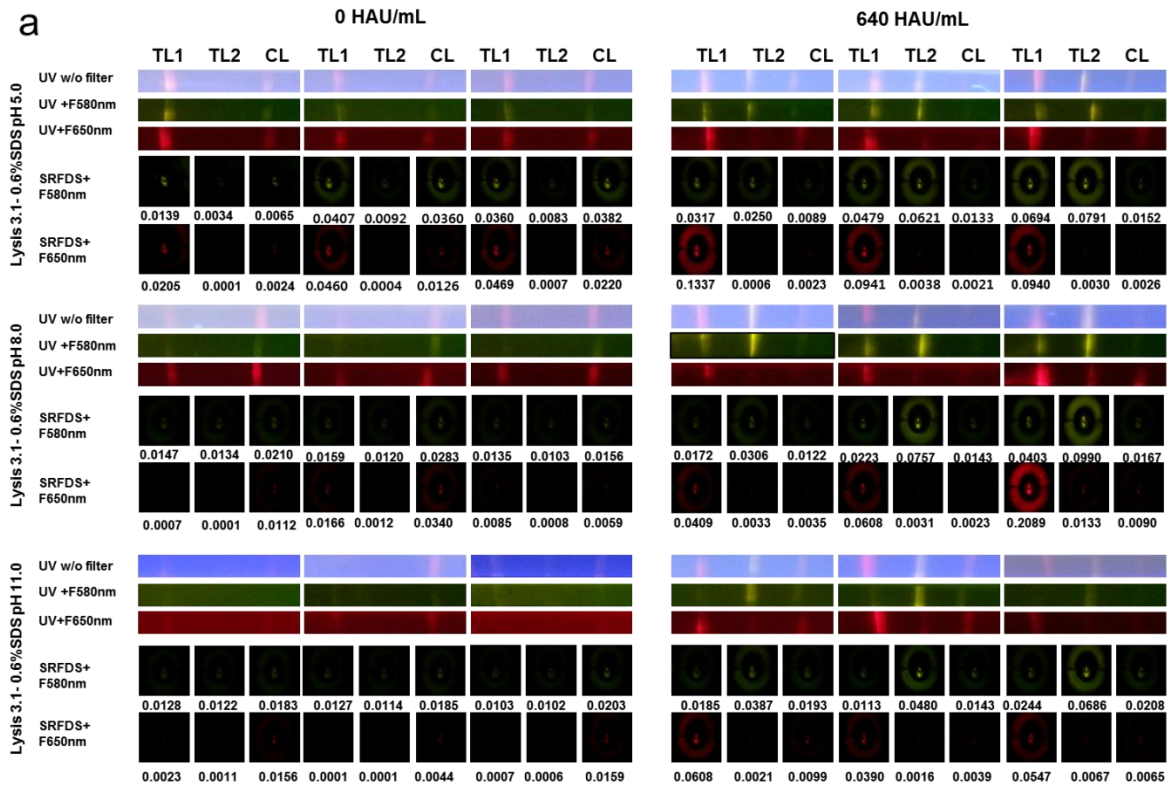 a
0 HAU/mL 640 HAU/mL
TL1 TL2 CL TL1 TL2 CL TL1 TL2 CL TL1 TL2 CL TL1 TL2 CL TL1 TL2 CL
Lysis 3.1- 0.6%SDS pH 5.0
UV w/o filter
UV +F580nm
UV+F650nm
SRFDS+
F580nm
0.0139 0.0034 0.0065 0.0407 0.0092 0.0360 0.0360 0.0083 0.0382 0.0317 0.0250 0.0089 0.0479 0.0621 0.0133 0.0694 0.0791 0.0152
SRFDS+
F650nm
0.0205 0.0001 0.0024 0.0460 0.0004 0.0126 0.0469 0.0007 0.0220 0.1337 0.0006 0.0023 0.0941 0.0038 0.0021 0.0940 0.0030 0.0026
Lysis 3.1- 0.6%SDS pH 8.0
UV w/o filter
UV +F580nm
UV+F650nm
SRFDS+
F580nm
0.0147 0.0134 0.0210 0.0159 0.0120 0.0283 0.0135 0.0103 0.0156 0.0172 0.0306 0.0122 0.0223 0.0757 0.0143 0.0403 0.0990 0.0167
SRFDS+
F650nm
0.0007 0.0001 0.0112 0.0166 0.0012 0.0340 0.0085 0.0008 0.0059 0.0409 0.0033 0.0035 0.0608 0.0031 0.0023 0.2089 0.0133 0.0090
Lysis 3.1- 0.6%SDS pH 11.0
UV w/o filter
UV +F580nm
UV+F650nm
SRFDS+
F580nm
0.0128 0.0122 0.0183 0.0127 0.0114 0.0185 0.0103 0.0102 0.0203 0.0185 0.0387 0.0193 0.0113 0.0480 0.0143 0.0244 0.0686 0.0208
SRFDS+
F650nm
0.0023 0.0011 0.0156 0.0001 0.0001 0.0044 0.0007 0.0006 0.0159 0.0608 0.0021 0.0099 0.0390 0.0016 0.0039 0.0547 0.0067 0.0065